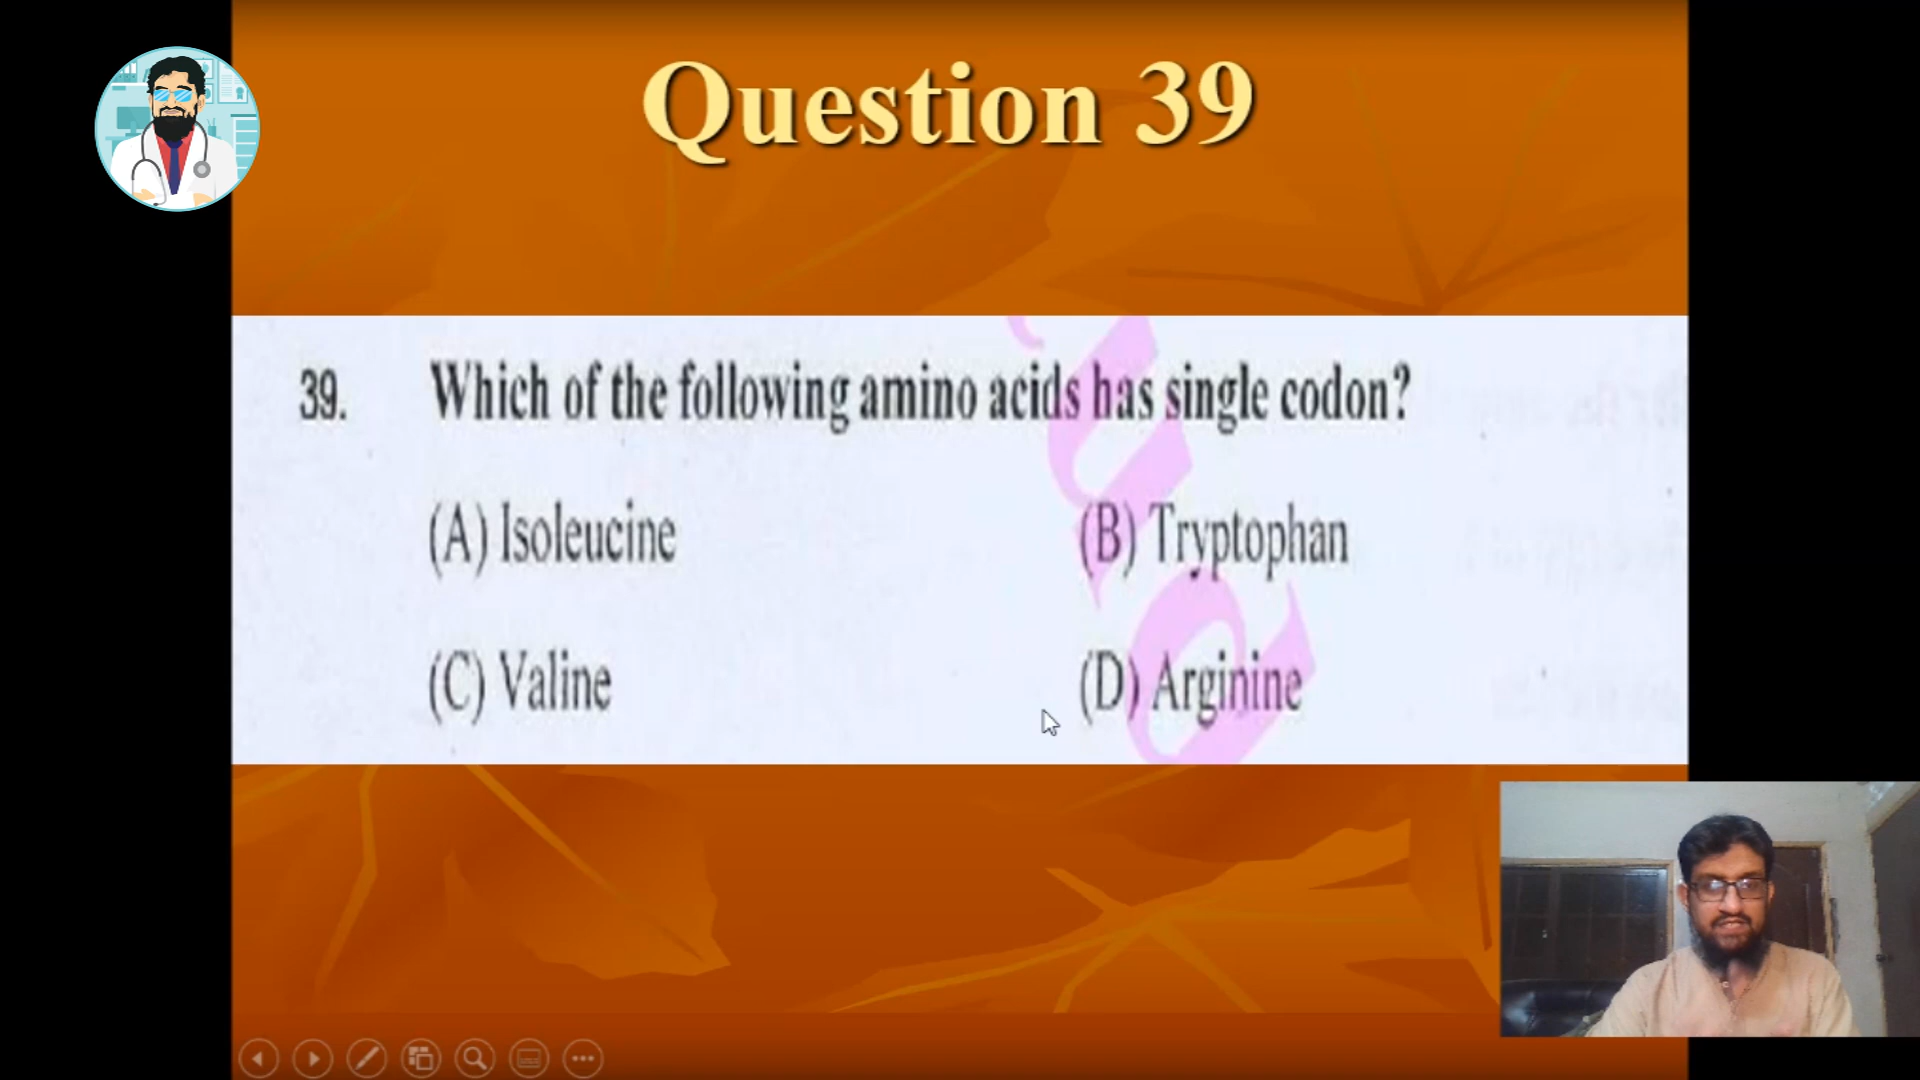 Question 39
39. Which of the following amino acids has single codon?
(A) Isoleucine (B) Tryptophan
(C) Valine (D) Arginine